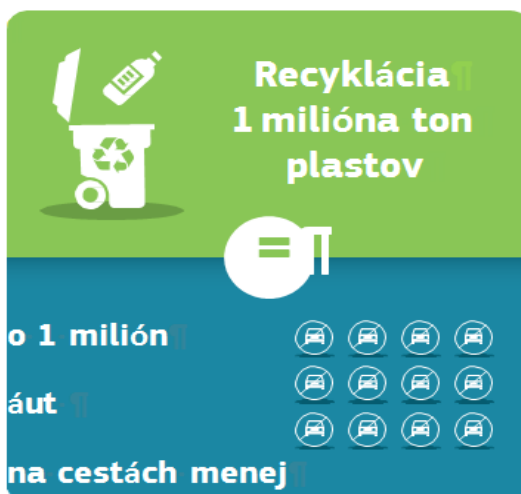 Recyklácia¶
1 milióna ton
plastov
=¶
o 1 milión¶
áut ¶
na cestách menej¶